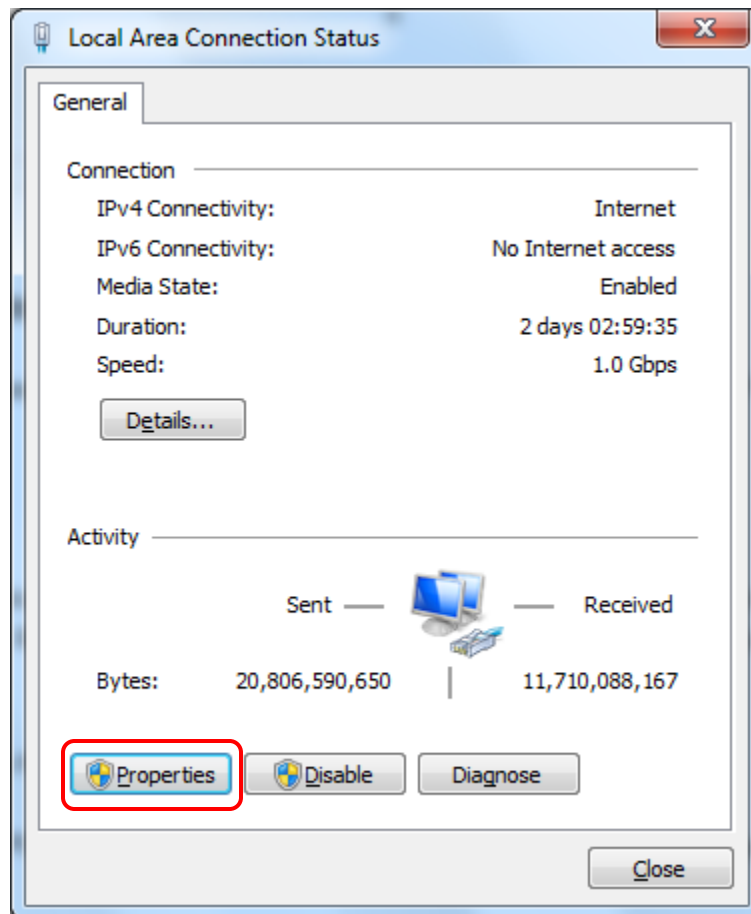 Local Area Connection Status
General
Connection
IPv4 Connectivity: Internet
IPv6 Connectivity: No Internet access
Media State: Enabled
Duration: 2 days 02:59:35
Speed: 1.0 Gbps
Details...
Activity
Sent Received
Bytes: 20,806,590,650 11,710,088,167
Properties Disable Diagnose
Close